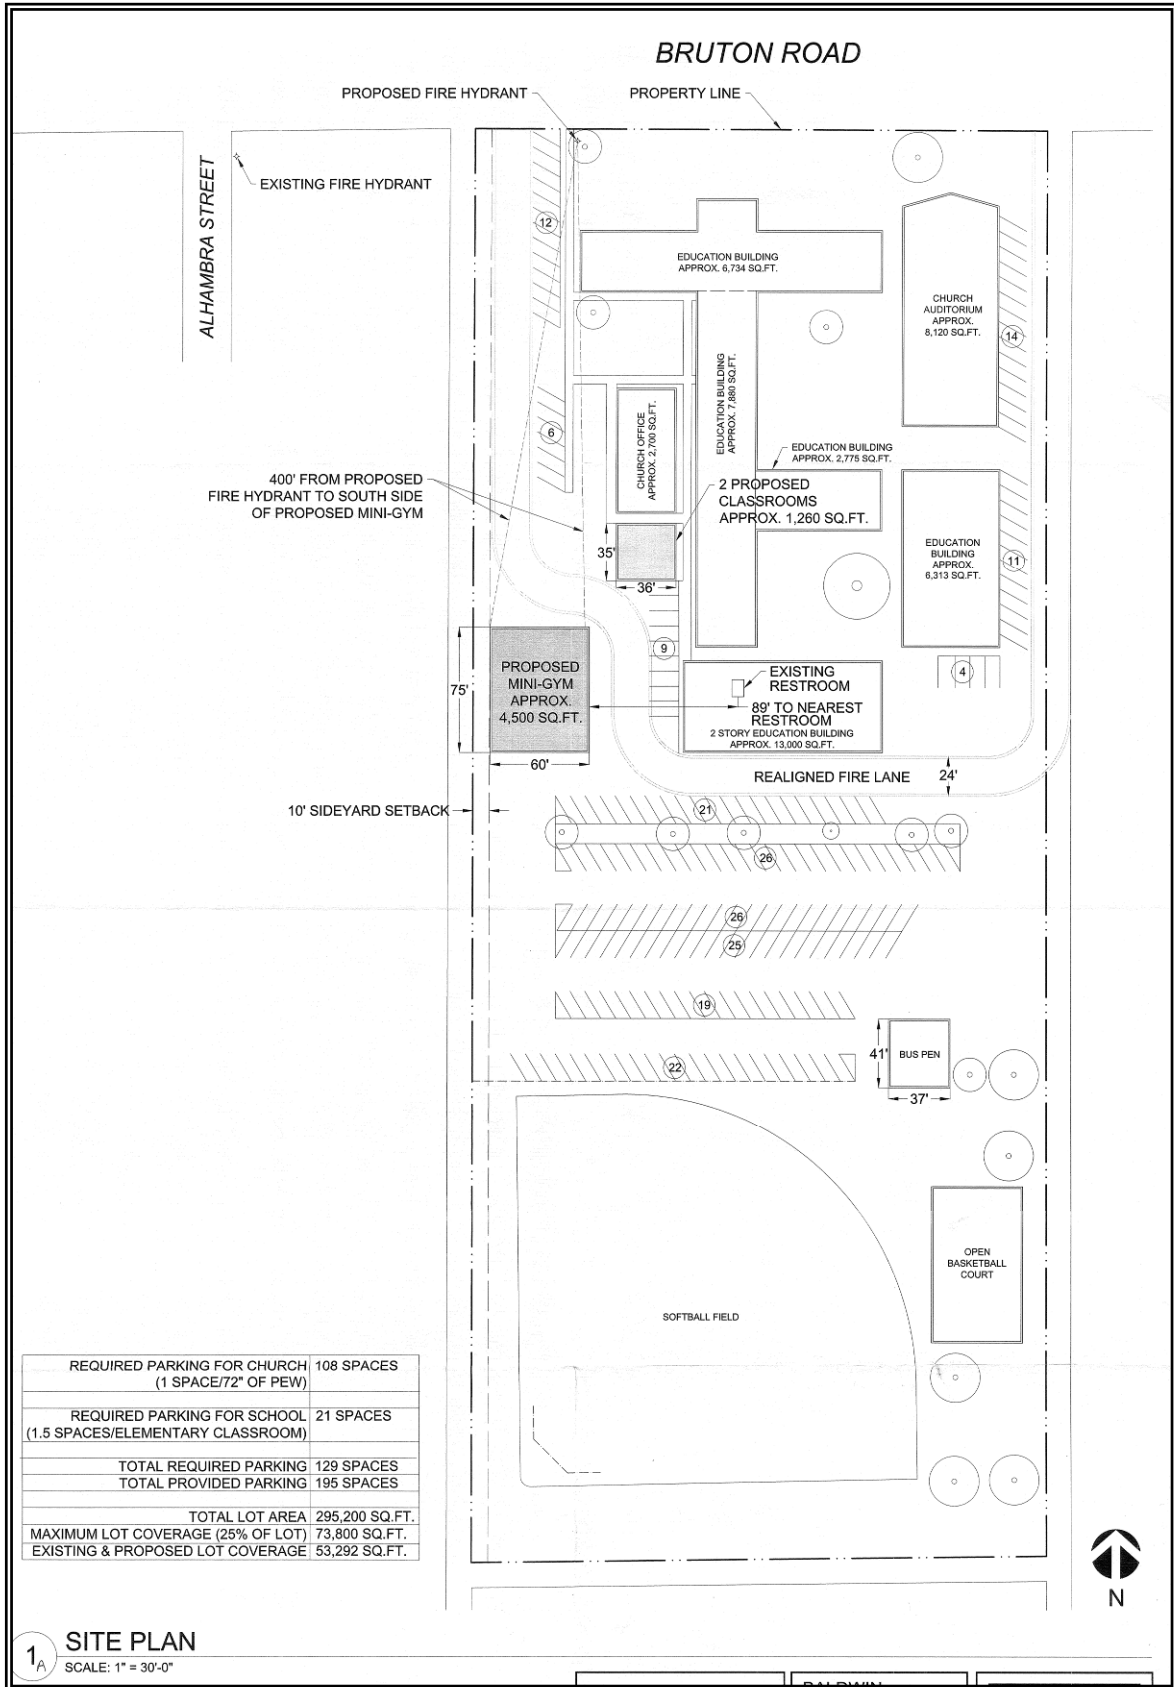 BRUTON ROAD
PROPOSED FIRE HYDRANT
PROPERTY LINE
ALHAMBRA STREET
EXISTING FIRE HYDRANT
12
EDUCATION BUILDING
APPROX. 6,734 SQ.FT.
CHURCH
AUDITORIUM
APPROX.
8,120 SQ.FT.
14
EDUCATION BUILDING
APPROX. 7,880 SQ.FT.
CHURCH OFFICE
APPROX. 2,700 SQ.FT.
6
EDUCATION BUILDING
APPROX. 2,775 SQ.FT.
400' FROM PROPOSED
FIRE HYDRANT TO SOUTH SIDE
OF PROPOSED MINI-GYM
2 PROPOSED
CLASSROOMS
APPROX. 1,260 SQ.FT.
35'
36'
EDUCATION
BUILDING
APPROX.
6,313 SQ.FT.
11
9
4
PROPOSED
MINI-GYM
APPROX.
4,500 SQ.FT.
75'
60'
EXISTING
RESTROOM
89' TO NEAREST
RESTROOM
2 STORY EDUCATION BUILDING
APPROX. 13,000 SQ.FT.
REALIGNED FIRE LANE
24'
10' SIDEYARD SETBACK
21
26
26
25
19
22
41'
BUS PEN
37'
OPEN
BASKETBALL
COURT
SOFTBALL FIELD
REQUIRED PARKING FOR CHURCH 108 SPACES
(1 SPACE/72" OF PEW)
REQUIRED PARKING FOR SCHOOL 21 SPACES
(1.5 SPACES/ELEMENTARY CLASSROOM)
TOTAL REQUIRED PARKING 129 SPACES
TOTAL PROVIDED PARKING 195 SPACES
TOTAL LOT AREA 295,200 SQ.FT.
MAXIMUM LOT COVERAGE (25% OF LOT) 73,800 SQ.FT.
EXISTING & PROPOSED LOT COVERAGE 53,292 SQ.FT.
N
1A
SITE PLAN
SCALE: 1" = 30'-0"
BALDWIN